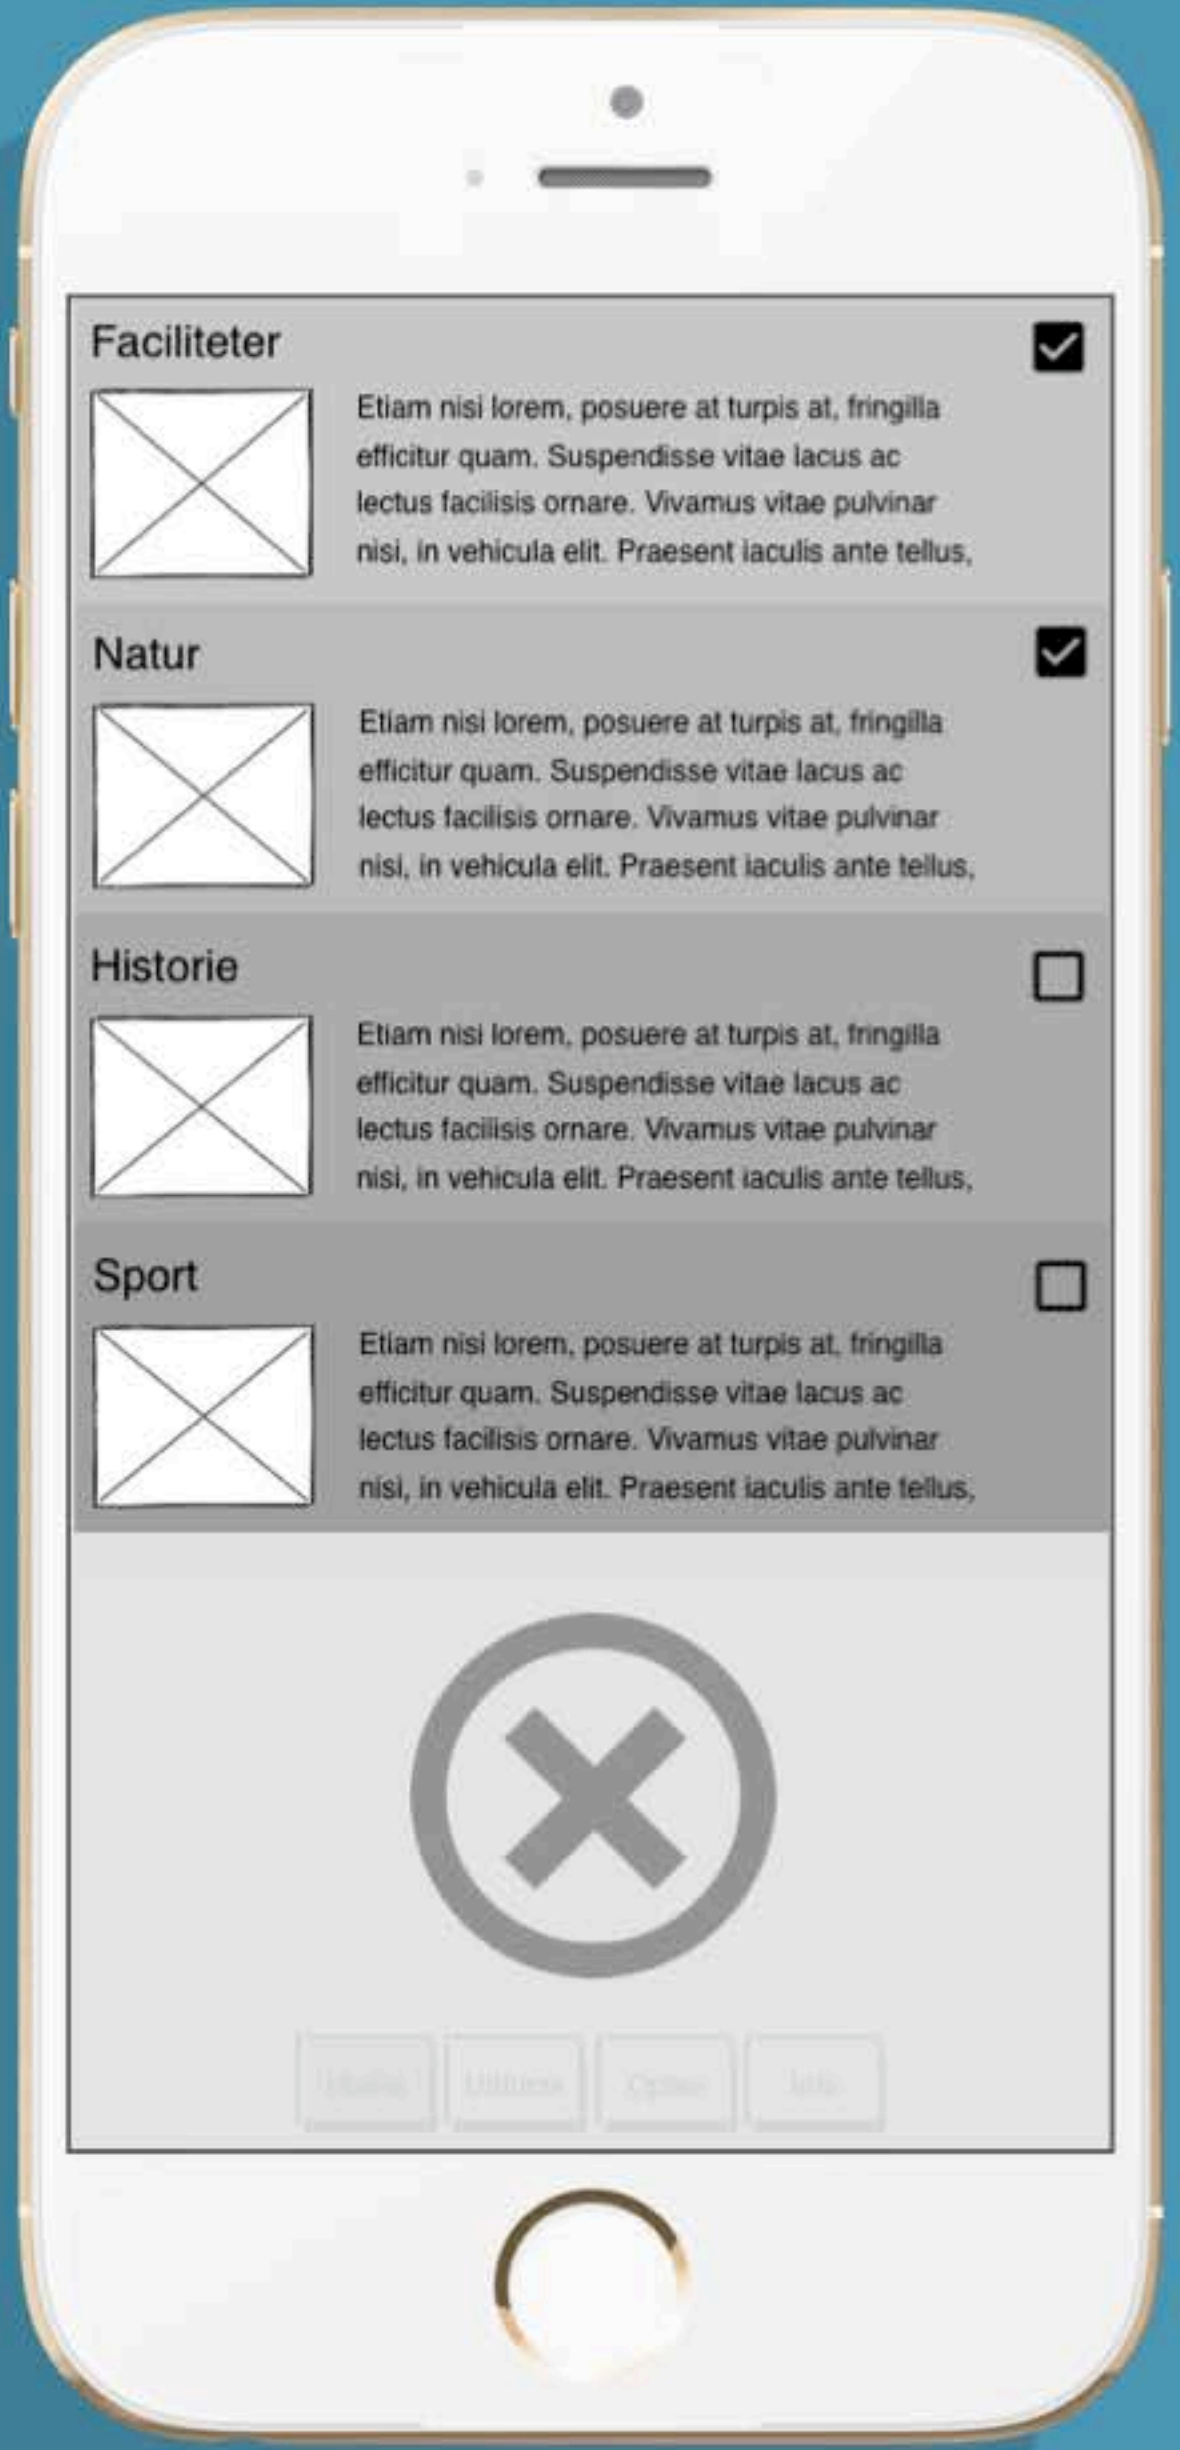 Faciliteter
Etiam nisi lorem, posuere at turpis at, fringilla
efficitur quam. Suspendisse vitae lacus ac
lectus facilisis ornare. Vivamus vitae pulvinar
nisi, in vehicula elit. Praesent iaculis ante tellus,
Natur
Etiam nisi lorem, posuere at turpis at, fringilla
efficitur quam. Suspendisse vitae lacus ac
lectus facilisis ornare. Vivamus vitae pulvinar
nisi, in vehicula elit. Praesent iaculis ante tellus,
Historie
Etiam nisi lorem, posuere at turpis at, fringilla
efficitur quam. Suspendisse vitae lacus ac
lectus facilisis ornare. Vivamus vitae pulvinar
nisi, in vehicula elit. Praesent iaculis ante tellus,
Sport
Etiam nisi lorem, posuere at turpis at, fringilla
efficitur quam. Suspendisse vitae lacus ac
lectus facilisis ornare. Vivamus vitae pulvinar
nisi, in vehicula elit. Praesent iaculis ante tellus,